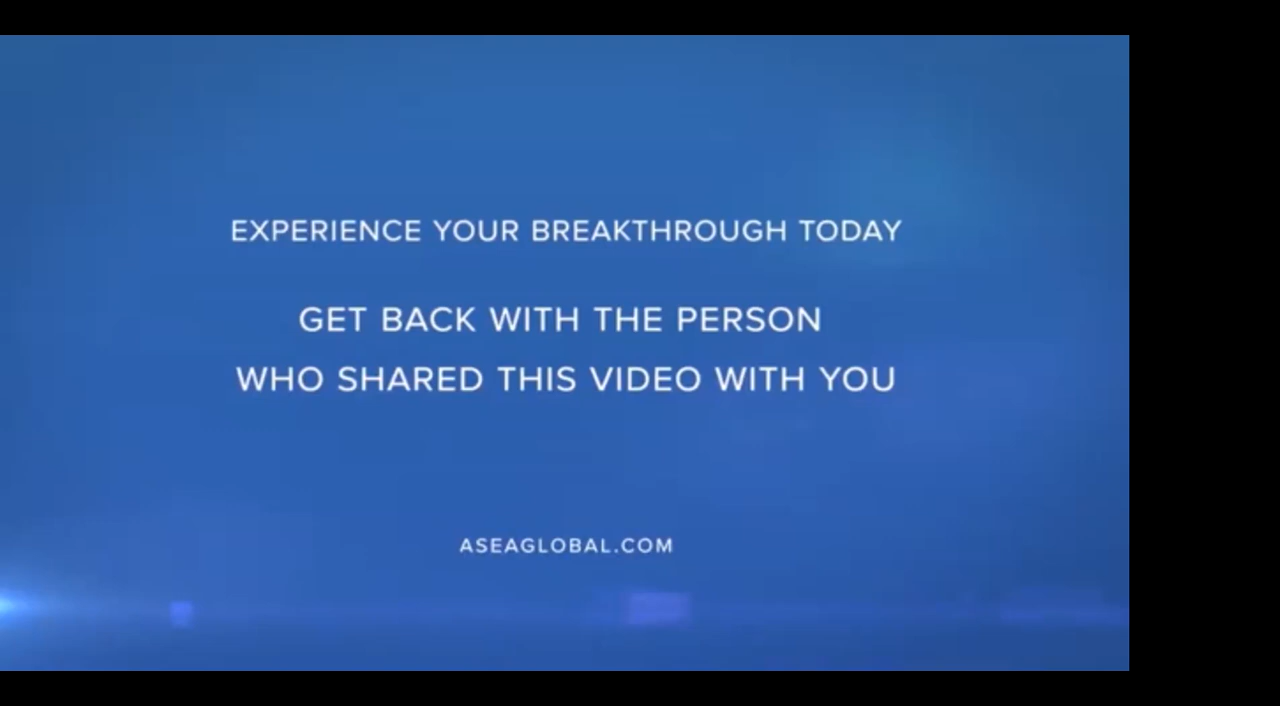 EXPERIENCE YOUR BREAKTHROUGH TODAY
GET BACK WITH THE PERSON
WHO SHARED THIS VIDEO WITH YOU
ASEAGLOBAL.COM